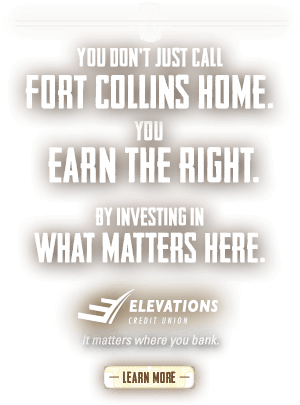 YOU DON'T JUST CALL
FORT COLLINS HOME.
YOU
EARN THE RIGHT.
BY INVESTING IN
WHAT MATTERS HERE.
ELEVATIONS
CREDIT UNION
it matters where you bank.
LEARN MORE